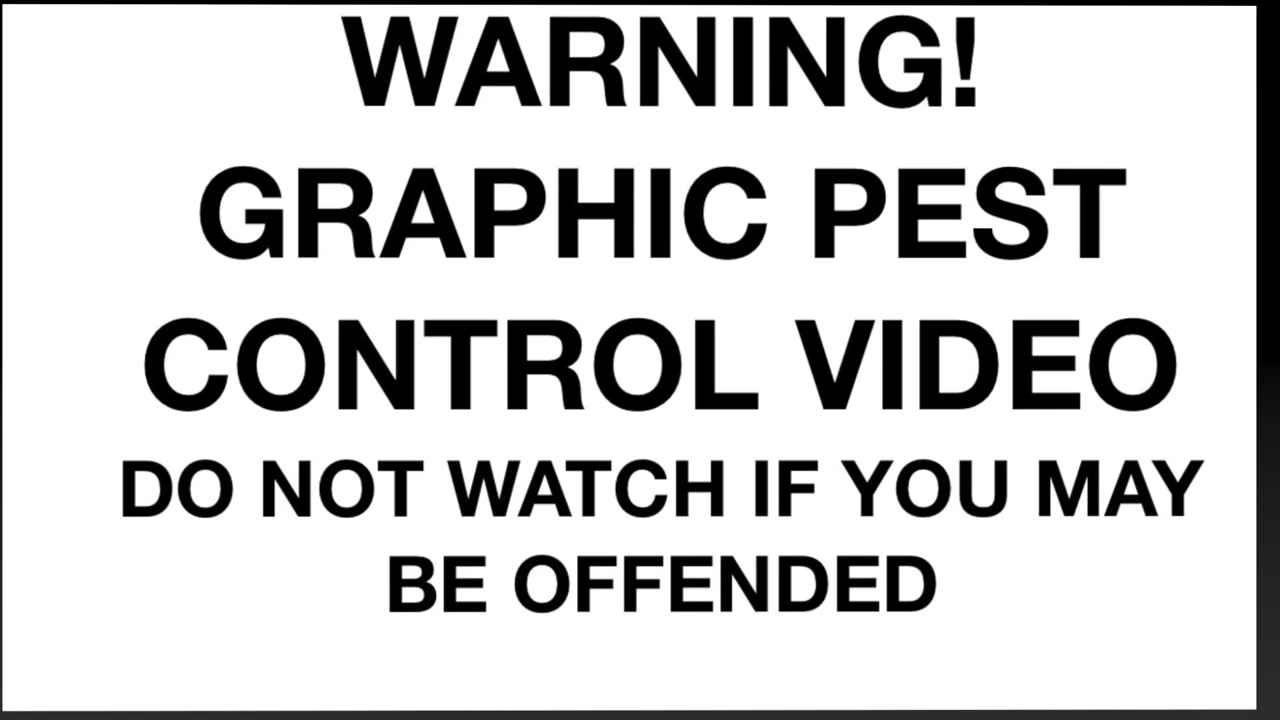 WARNING!
GRAPHIC PEST
CONTROL VIDEO
DO NOT WATCH IF YOU MAY
BE OFFENDED